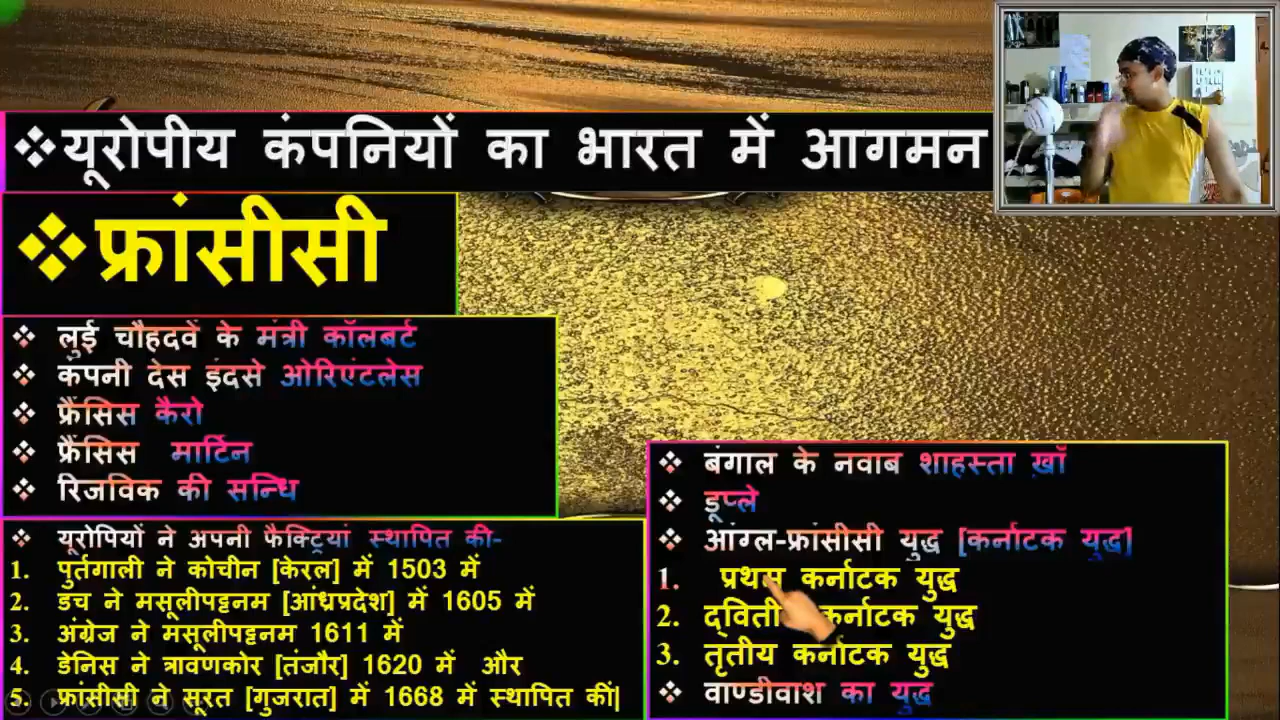 ❖यूरोपीय कंपनियों का भारत में आगमन
❖फ्रांसीसी
❖ लुई चौहदवें के मंत्री कॉलबर्ट
❖ कंपनी देस इंदसे ओरिएंटलेस
❖ फ्रैंसिस कैरो
❖ फ्रैंसिस मार्टिन
❖ रिजविक की सन्धि
❖ यूरोपियों ने अपनी फैक्ट्रियां स्थापित की-
1. पुर्तगाली ने कोचीन [केरल] में 1503 में
2. डच ने मसूलीपट्टनम [आंध्रप्रदेश] में 1605 में
3. अंग्रेज ने मसूलीपट्टनम 1611 में
4. डेनिस ने त्रावणकोर [तंजौर] 1620 में और
5. फ्रांसीसी ने सूरत [गुजरात] में 1668 में स्थापित कीं|
❖ बंगाल के नवाब शाहस्ता ख़ाँ
❖ डूप्ले
❖ आंग्ल-फ्रांसीसी युद्ध [कर्नाटक युद्ध]
1. प्रथम कर्नाटक युद्ध
2. द्विती कर्नाटक युद्ध
3. तृतीय कर्नाटक युद्ध
❖ वाण्डीवाश का युद्ध